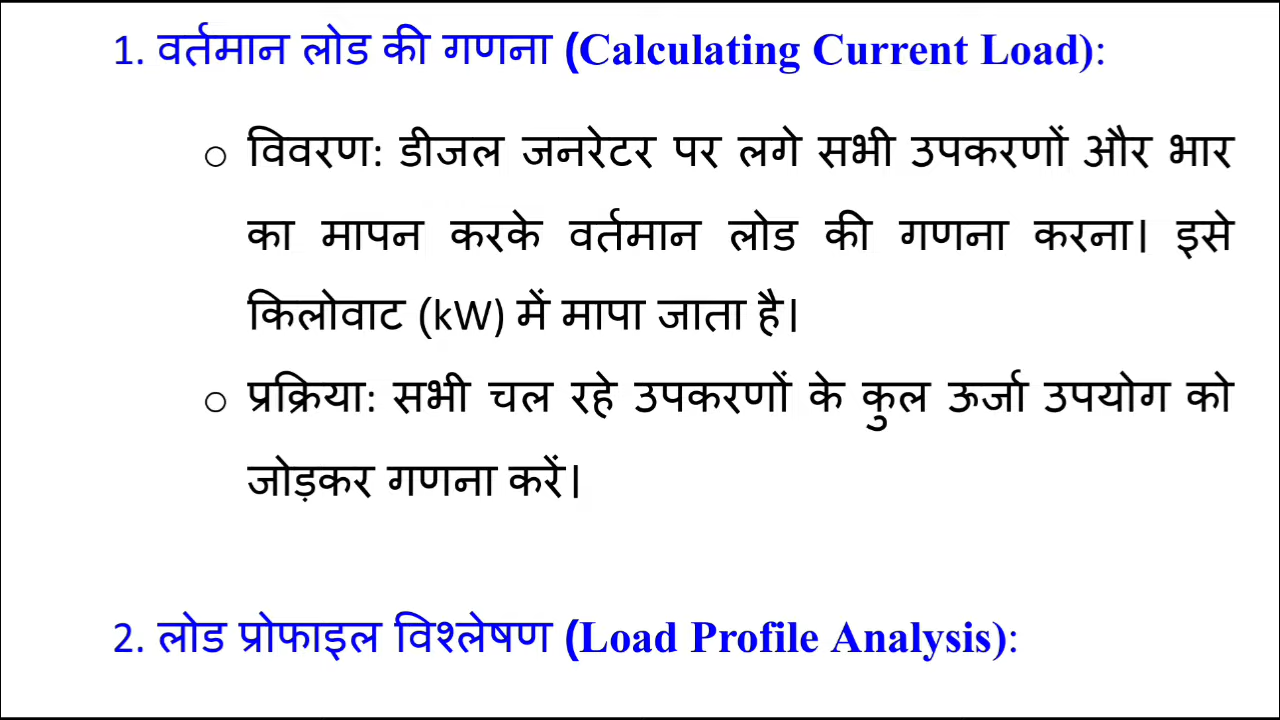 1. वर्तमान लोड की गणना (Calculating Current Load):
○ विवरण: डीजल जनरेटर पर लगे सभी उपकरणों और भार
का मापन करके वर्तमान लोड की गणना करना। इसे
किलोवाट (kW) में मापा जाता है।
○ प्रक्रिया: सभी चल रहे उपकरणों के कुल ऊर्जा उपयोग को
जोड़कर गणना करें।
2. लोड प्रोफाइल विश्लेषण (Load Profile Analysis):